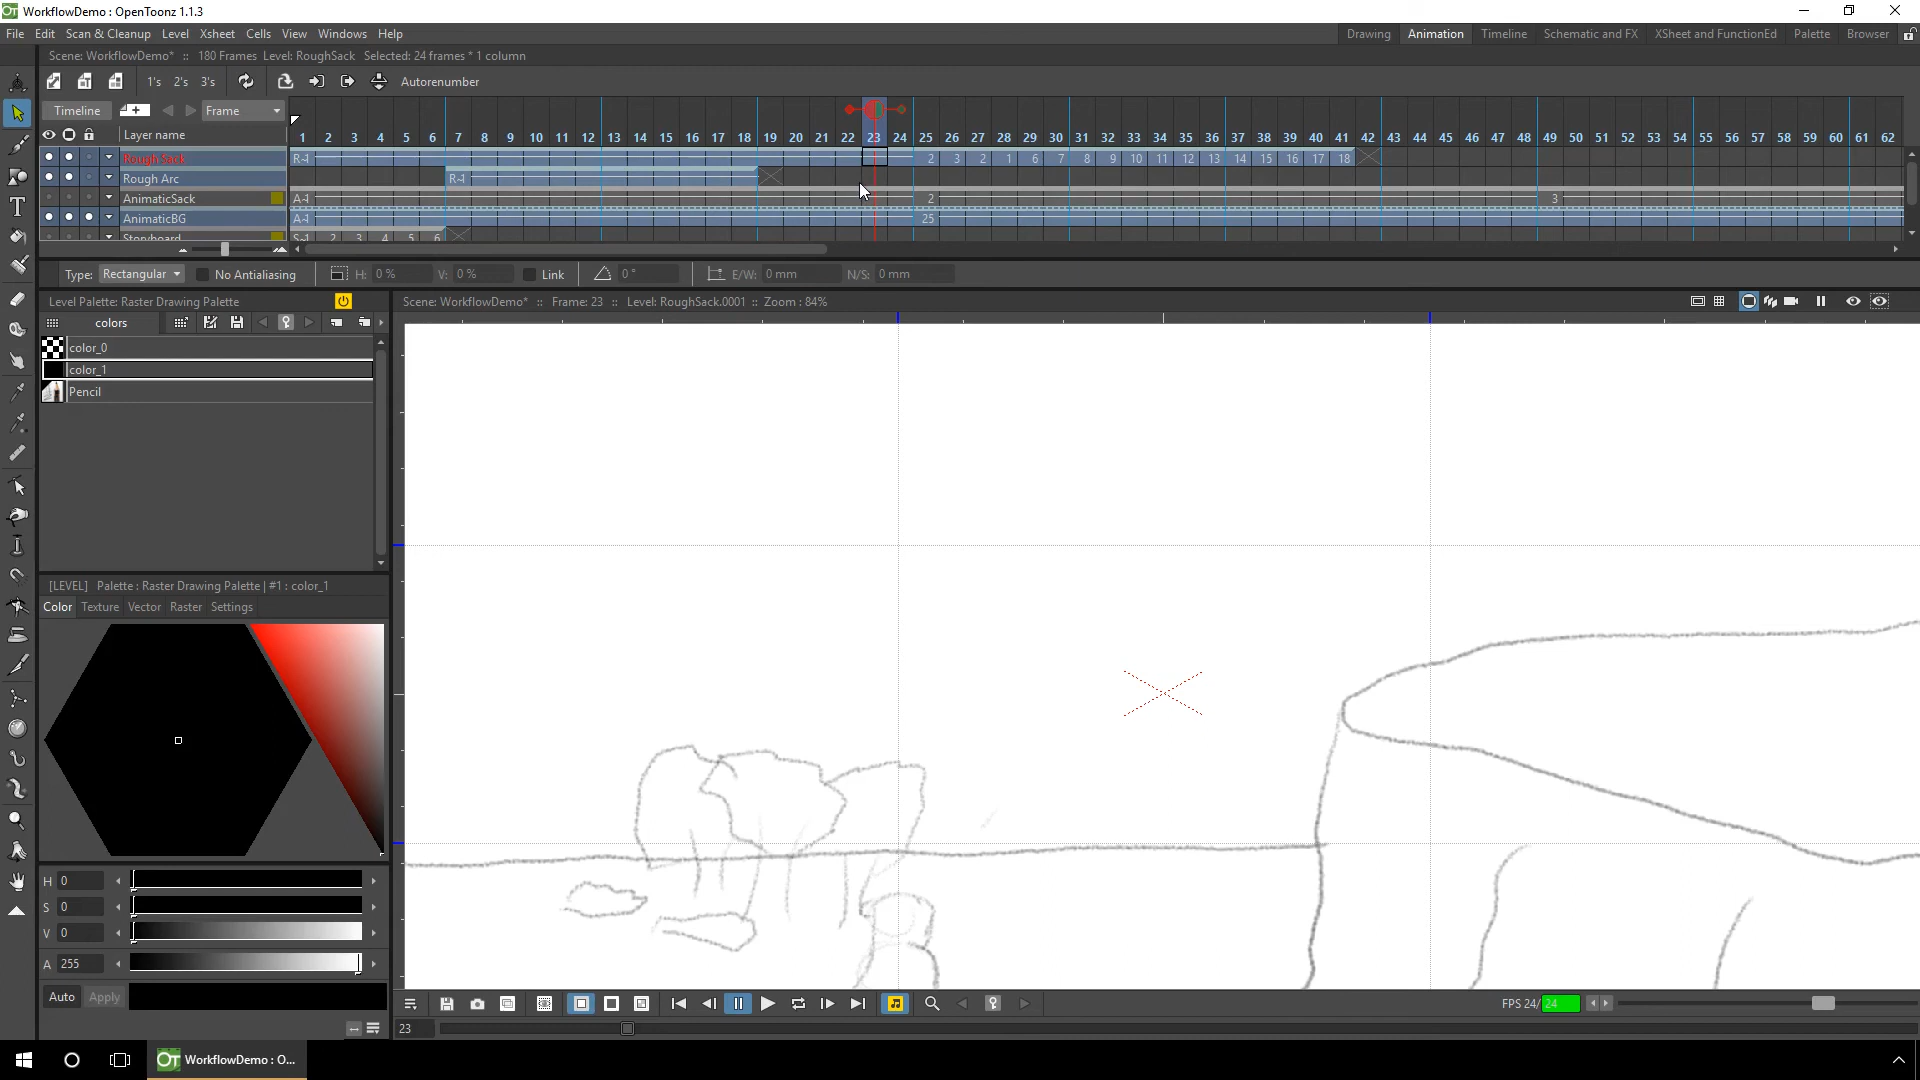 WorkflowDemo : OpenToonz 1.1.3
File Edit Scan & Cleanup Level Xsheet Cells View Windows Help
Drawing Animation Timeline Schematic and FX XSheet and FunctionEd Palette Browser
Scene: WorkflowDemo* :: 180 Frames Level: RoughSack Selected: 24 frames * 1 column
1's 2's 3's Autorenumber
Timeline Frame
1 2 3 4 5 6 7 8 9 10 11 12 13 14 15 16 17 18 19 20 21 22 23 24 25 26 27 28 29 30 31 32 33 34 35 36 37 38 39 40 41 42 43 44 45 46 47 48 49 50 51 52 53 54 55 56 57 58 59 60 61 62
Layer name
RoughSack R-1 2 3 2 1 6 7 8 9 10 11 12 13 14 15 16 17 18
Rough Arc R-1
AnimaticSack A-1 2 3
AnimaticBG A-1 25
Storyboard S-1 2 3 4 5 6
Type: Rectangular No Antialiasing H: 0 % V: 0 % Link 0 ° E/W: 0 mm N/S: 0 mm
Level Palette: Raster Drawing Palette
Scene: WorkflowDemo* :: Frame: 23 :: Level: RoughSack.0001 :: Zoom : 84%
colors
color_0
color_1
Pencil
[LEVEL] Palette : Raster Drawing Palette | #1 : color_1
Color Texture Vector Raster Settings
H 0
S 0
V 0
A 255
Auto Apply
FPS 24/24
23
WorkflowDemo : O...